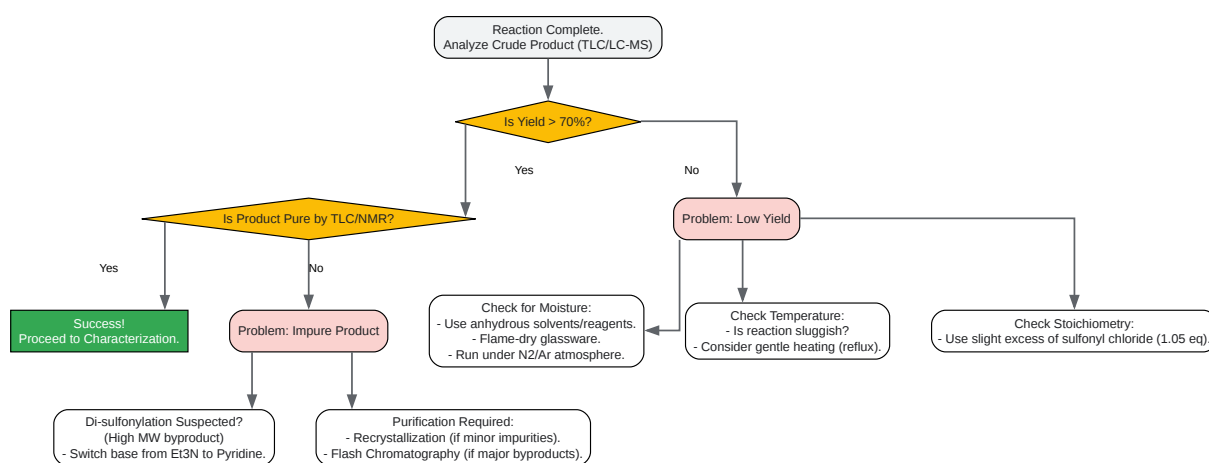 Reaction Complete.
Analyze Crude Product (TLC/LC-MS)
Is Yield > 70%?
Yes
No
Is Product Pure by TLC/NMR?
Problem: Low Yield
Yes
No
Success!
Proceed to Characterization.
Problem: Impure Product
Check for Moisture:
- Use anhydrous solvents/reagents.
- Flame-dry glassware.
- Run under N2/Ar atmosphere.
Check Temperature:
- Is reaction sluggish?
- Consider gentle heating (reflux).
Check Stoichiometry:
- Use slight excess of sulfonyl chloride (1.05 eq).
Di-sulfonylation Suspected?
(High MW byproduct)
- Switch base from Et3N to Pyridine.
Purification Required:
- Recrystallization (if minor impurities).
- Flash Chromatography (if major byproducts).